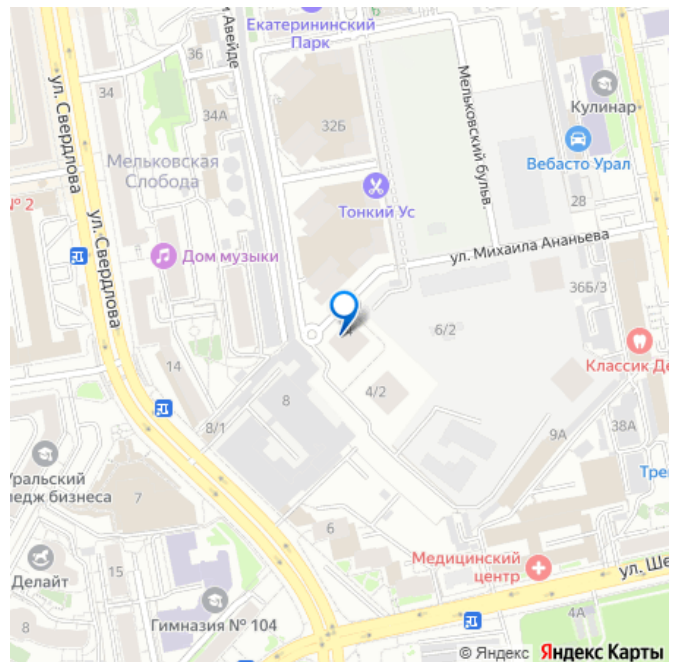 Екатерининский
Парк
Авейде
36
34
34А
32Б
Мельковский бульв.
Кулинар
Вебасто Урал
28
Мельковская
Слобода
ул. Свердлова
№ 2
ул. Свердлова
Тонкий Ус
Дом музыки
ул. Михаила Ананьева
36Б/3
6/2
Классик Де
14
4/2
8
8/1
38А
9А
Тре
Уральский
ледж бизнеса
7
6
Медицинский
центр
ул. Ше
Делайт
15
8
Гимназия № 104
4А
© Яндекс Яндекс Карты